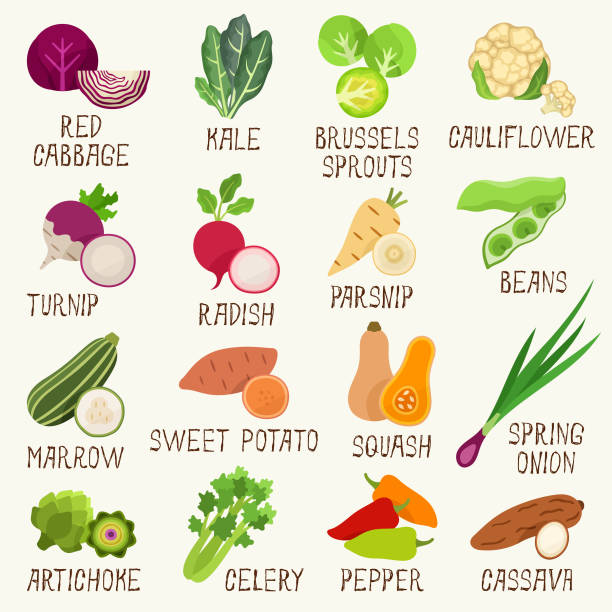 RED
CABBAGE
KALE
BRUSSELS
SPROUTS
CAULIFLOWER
TURNIP
RADISH
PARSNIP
BEANS
MARROW
SWEET POTATO
SQUASH
SPRING
ONION
ARTICHOKE
CELERY
PEPPER
CASSAVA